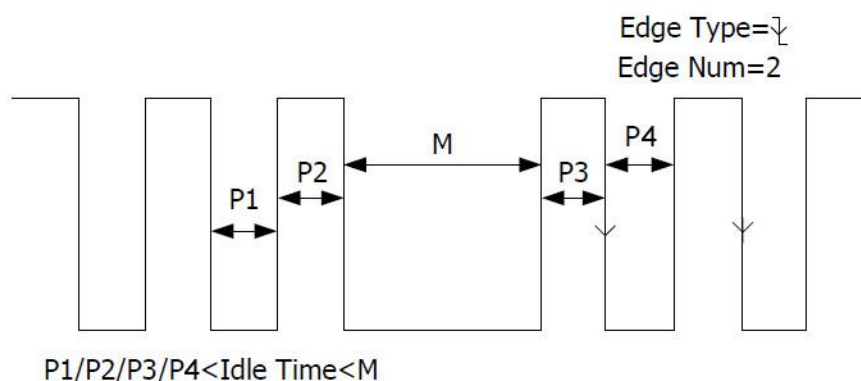 Edge Type=
Edge Num=2
M
P4
P2
P3
P1
P1/P2/P3/P4<Idle Time<M